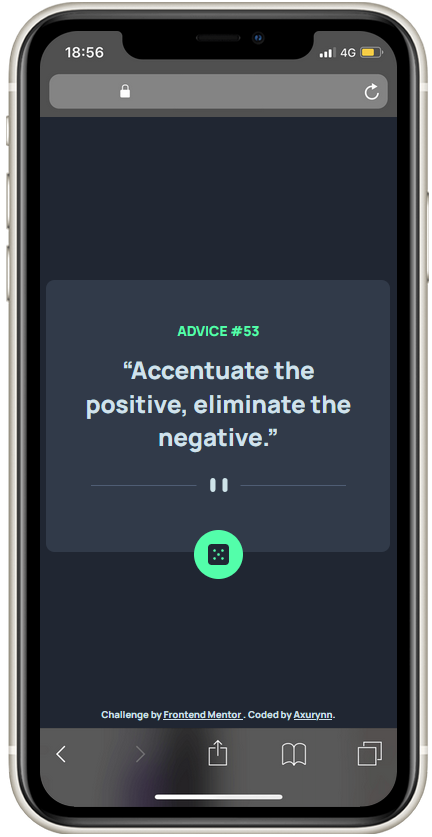 18:56
4G
ADVICE #53
“Accentuate the
positive, eliminate the
negative.”
Challenge by Frontend Mentor . Coded by Axurynn.